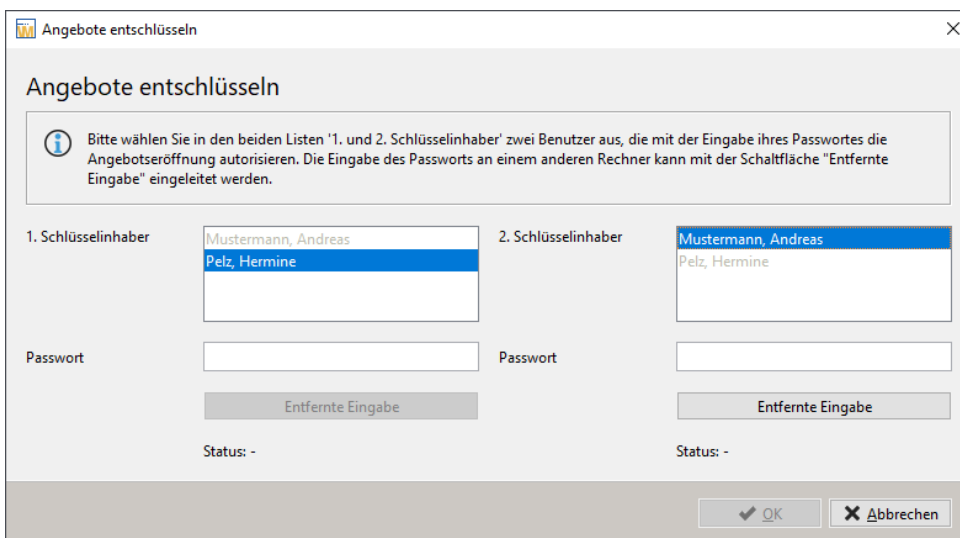 Angebote entschlüsseln
Angebote entschlüsseln
Bitte wählen Sie in den beiden Listen '1. und 2. Schlüsselinhaber' zwei Benutzer aus, die mit der Eingabe ihres Passwortes die
Angebotseröffnung autorisieren. Die Eingabe des Passworts an einem anderen Rechner kann mit der Schaltfläche "Entfernte
Eingabe" eingeleitet werden.
1. Schlüsselinhaber
Mustermann, Andreas
Pelz, Hermine
2. Schlüsselinhaber
Mustermann, Andreas
Pelz, Hermine
Passwort
Passwort
Entfernte Eingabe
Entfernte Eingabe
Status: -
Status: -
OK
Abbrechen